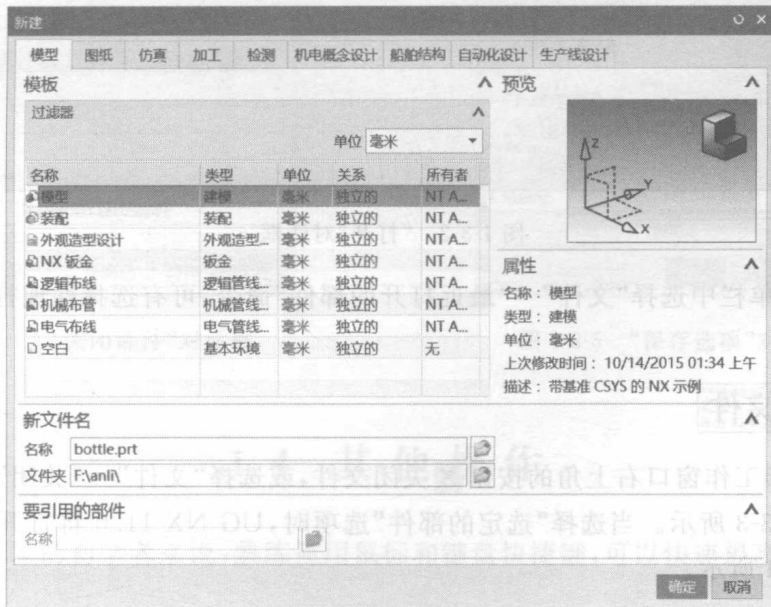 新建
模型 图纸 仿真 加工 检测 机电概念设计 船舶结构 自动化设计 生产线设计
模板
过滤器
单位 毫米
名称 类型 单位 关系 所有者
模型 建模 毫米 独立的 NT A...
装配 装配 毫米 独立的 NT A...
外观造型设计 外观造型... 毫米 独立的 NT A...
NX 钣金 钣金 毫米 独立的 NT A...
逻辑布线 逻辑管线... 毫米 独立的 NT A...
机械布管 机械管线... 毫米 独立的 NT A...
电气布线 电气管线... 毫米 独立的 NT A...
空白 基本环境 毫米 独立的 无
预览
Z
Y
X
属性
名称：模型
类型：建模
单位：毫米
上次修改时间：10/14/2015 01:34 上午
描述：带基准 CSYS 的 NX 示例
新文件名
名称 bottle.prt
文件夹 F:\anli\
要引用的部件
名称
确定 取消